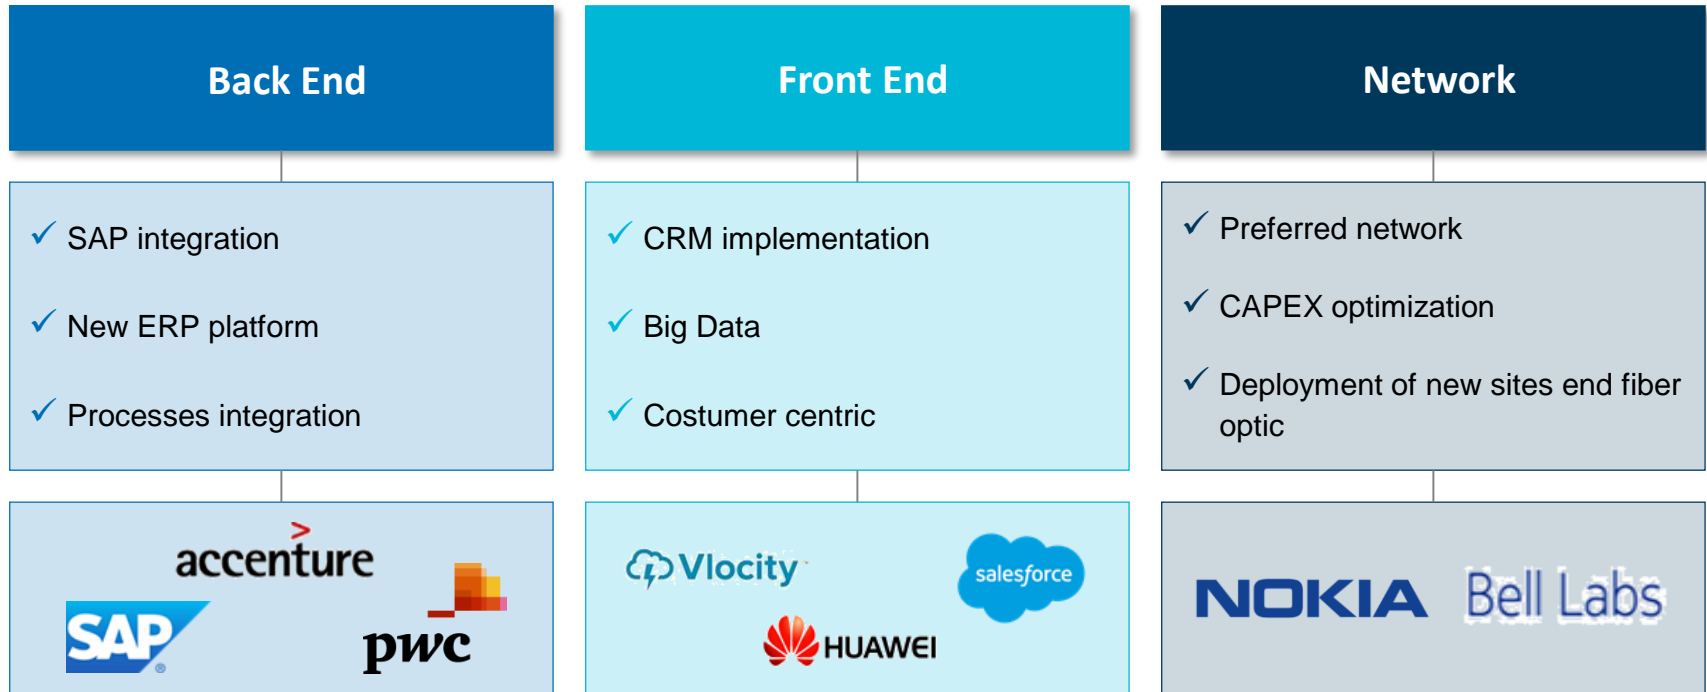 Back End
SAP integration
New ERP platform
Processes integration
accenture
SAP
®
pwc
Front End
CRM implementation
Big Data
Costumer centric
Vlocity
salesforce
HUAWEI
Network
Preferred network
CAPEX optimization
Deployment of new sites end fiber
optic
NOKIA
Bell Labs